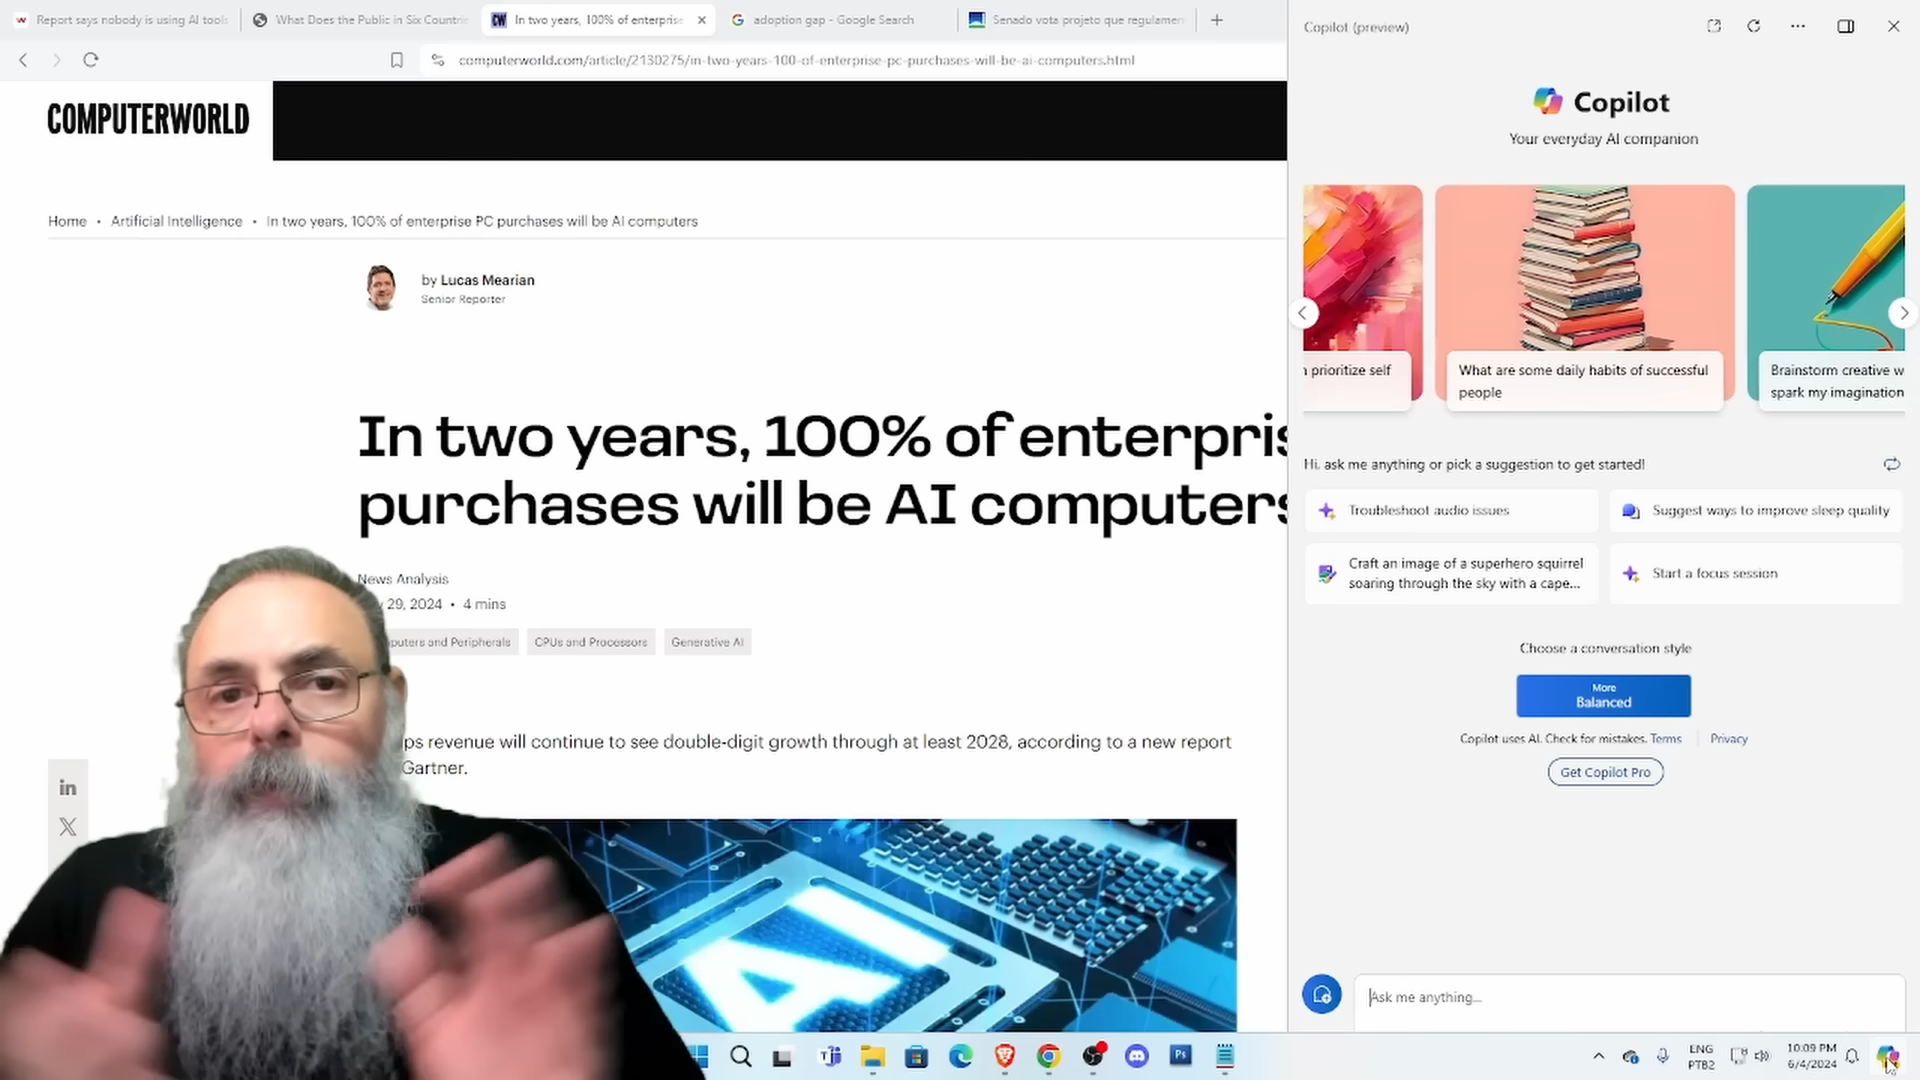 Report says nobody is using AI tools
What Does the Public in Six Countrie
In two years, 100% of enterprise
adoption gap - Google Search
Senado vota projeto que regulamen
computerworld.com/article/2130275/in-two-years-100-of-enterprise-pc-purchases-will-be-ai-computers.html
COMPUTERWORLD
Home • Artificial Intelligence • In two years, 100% of enterprise PC purchases will be AI computers
by Lucas Mearian
Senior Reporter
In two years, 100% of enterpris
purchases will be AI computers
News Analysis
29, 2024 • 4 mins
puters and Peripherals
CPUs and Processors
Generative AI
ps revenue will continue to see double-digit growth through at least 2028, according to a new report
Gartner.
in
X
AI
Copilot (preview)
Copilot
Your everyday AI companion
prioritize self
What are some daily habits of successful
people
Brainstorm creative w
spark my imagination
Hi, ask me anything or pick a suggestion to get started!
Troubleshoot audio issues
Suggest ways to improve sleep quality
Craft an image of a superhero squirrel
soaring through the sky with a cape...
Start a focus session
Choose a conversation style
More
Balanced
Copilot uses AI. Check for mistakes. Terms
Privacy
Get Copilot Pro
Ask me anything...
Ps
ENG
PTB2
10:09 PM
6/4/2024